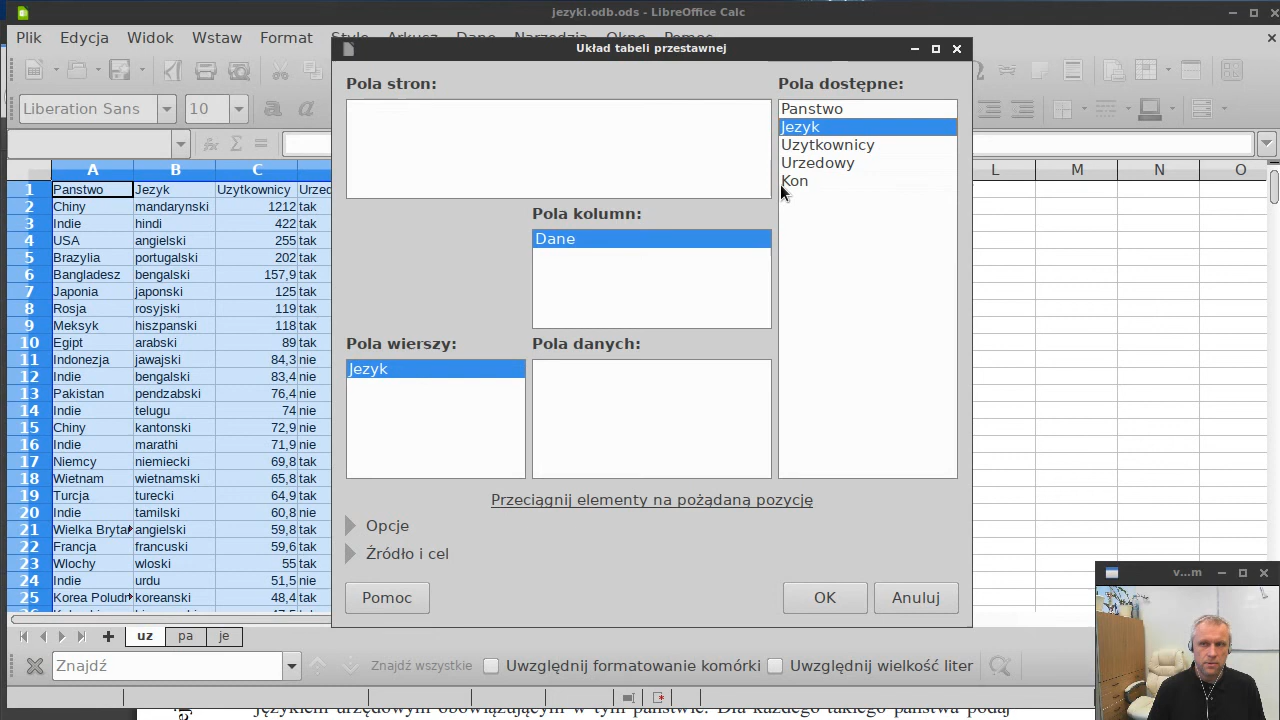 jezyki.odb.ods - LibreOffice Calc
Plik Edycja Widok Wstaw Format
Układ tabeli przestawnej
Liberation Sans 10
Pola stron:
Pola dostępne:
Panstwo
Jezyk
Uzytkownicy
Urzedowy
Kon
Pola kolumn:
Dane
Pola wierszy:
Jezyk
Pola danych:
Przeciągnij elementy na pożądaną pozycję
Opcje
Źródło i cel
Pomoc OK Anuluj
A B C L M N O
1 Panstwo Jezyk Uzytkownicy Urzed
2 Chiny mandarynski 1212 tak
3 Indie hindi 422 tak
4 USA angielski 255 tak
5 Brazylia portugalski 202 tak
6 Bangladesz bengalski 157,9 tak
7 Japonia japonski 125 tak
8 Rosja rosyjski 119 tak
9 Meksyk hiszpanski 118 tak
10 Egipt arabski 89 tak
11 Indonezja jawajski 84,3 nie
12 Indie bengalski 83,4 nie
13 Pakistan pendzabski 76,4 nie
14 Indie telugu 74 nie
15 Chiny kantonski 72,9 nie
16 Indie marathi 71,9 nie
17 Niemcy niemiecki 69,8 tak
18 Wietnam wietnamski 65,8 tak
19 Turcja turecki 64,9 tak
20 Indie tamilski 60,8 nie
21 Wielka Brytan angielski 59,8 tak
22 Francja francuski 59,6 tak
23 Wlochy wloski 55 tak
24 Indie urdu 51,5 nie
25 Korea Poludn koreanski 48,4 tak
uz pa je
Znajdź Znajdź wszystkie Uwzględnij formatowanie komórki Uwzględnij wielkość liter
v...m
językiem urzędowym obowiązującym w tym państwie. Dla każdego takiego państwa podaj